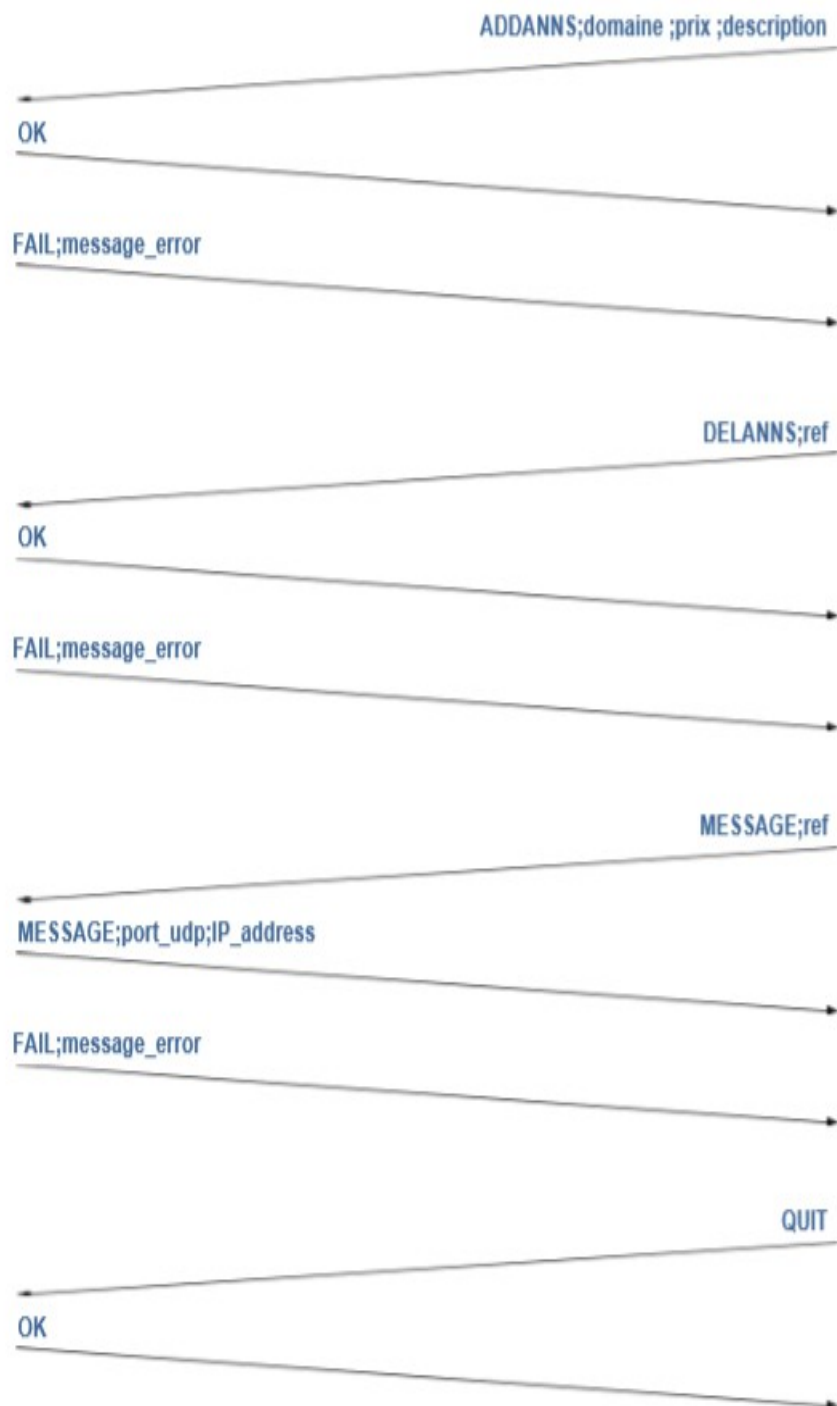 ADDANNS;domaine ;prix ;description
OK
FAIL;message_error
DELANNS;ref
OK
FAIL;message_error
MESSAGE;ref
MESSAGE;port_udp;IP_address
FAIL;message_error
QUIT
OK